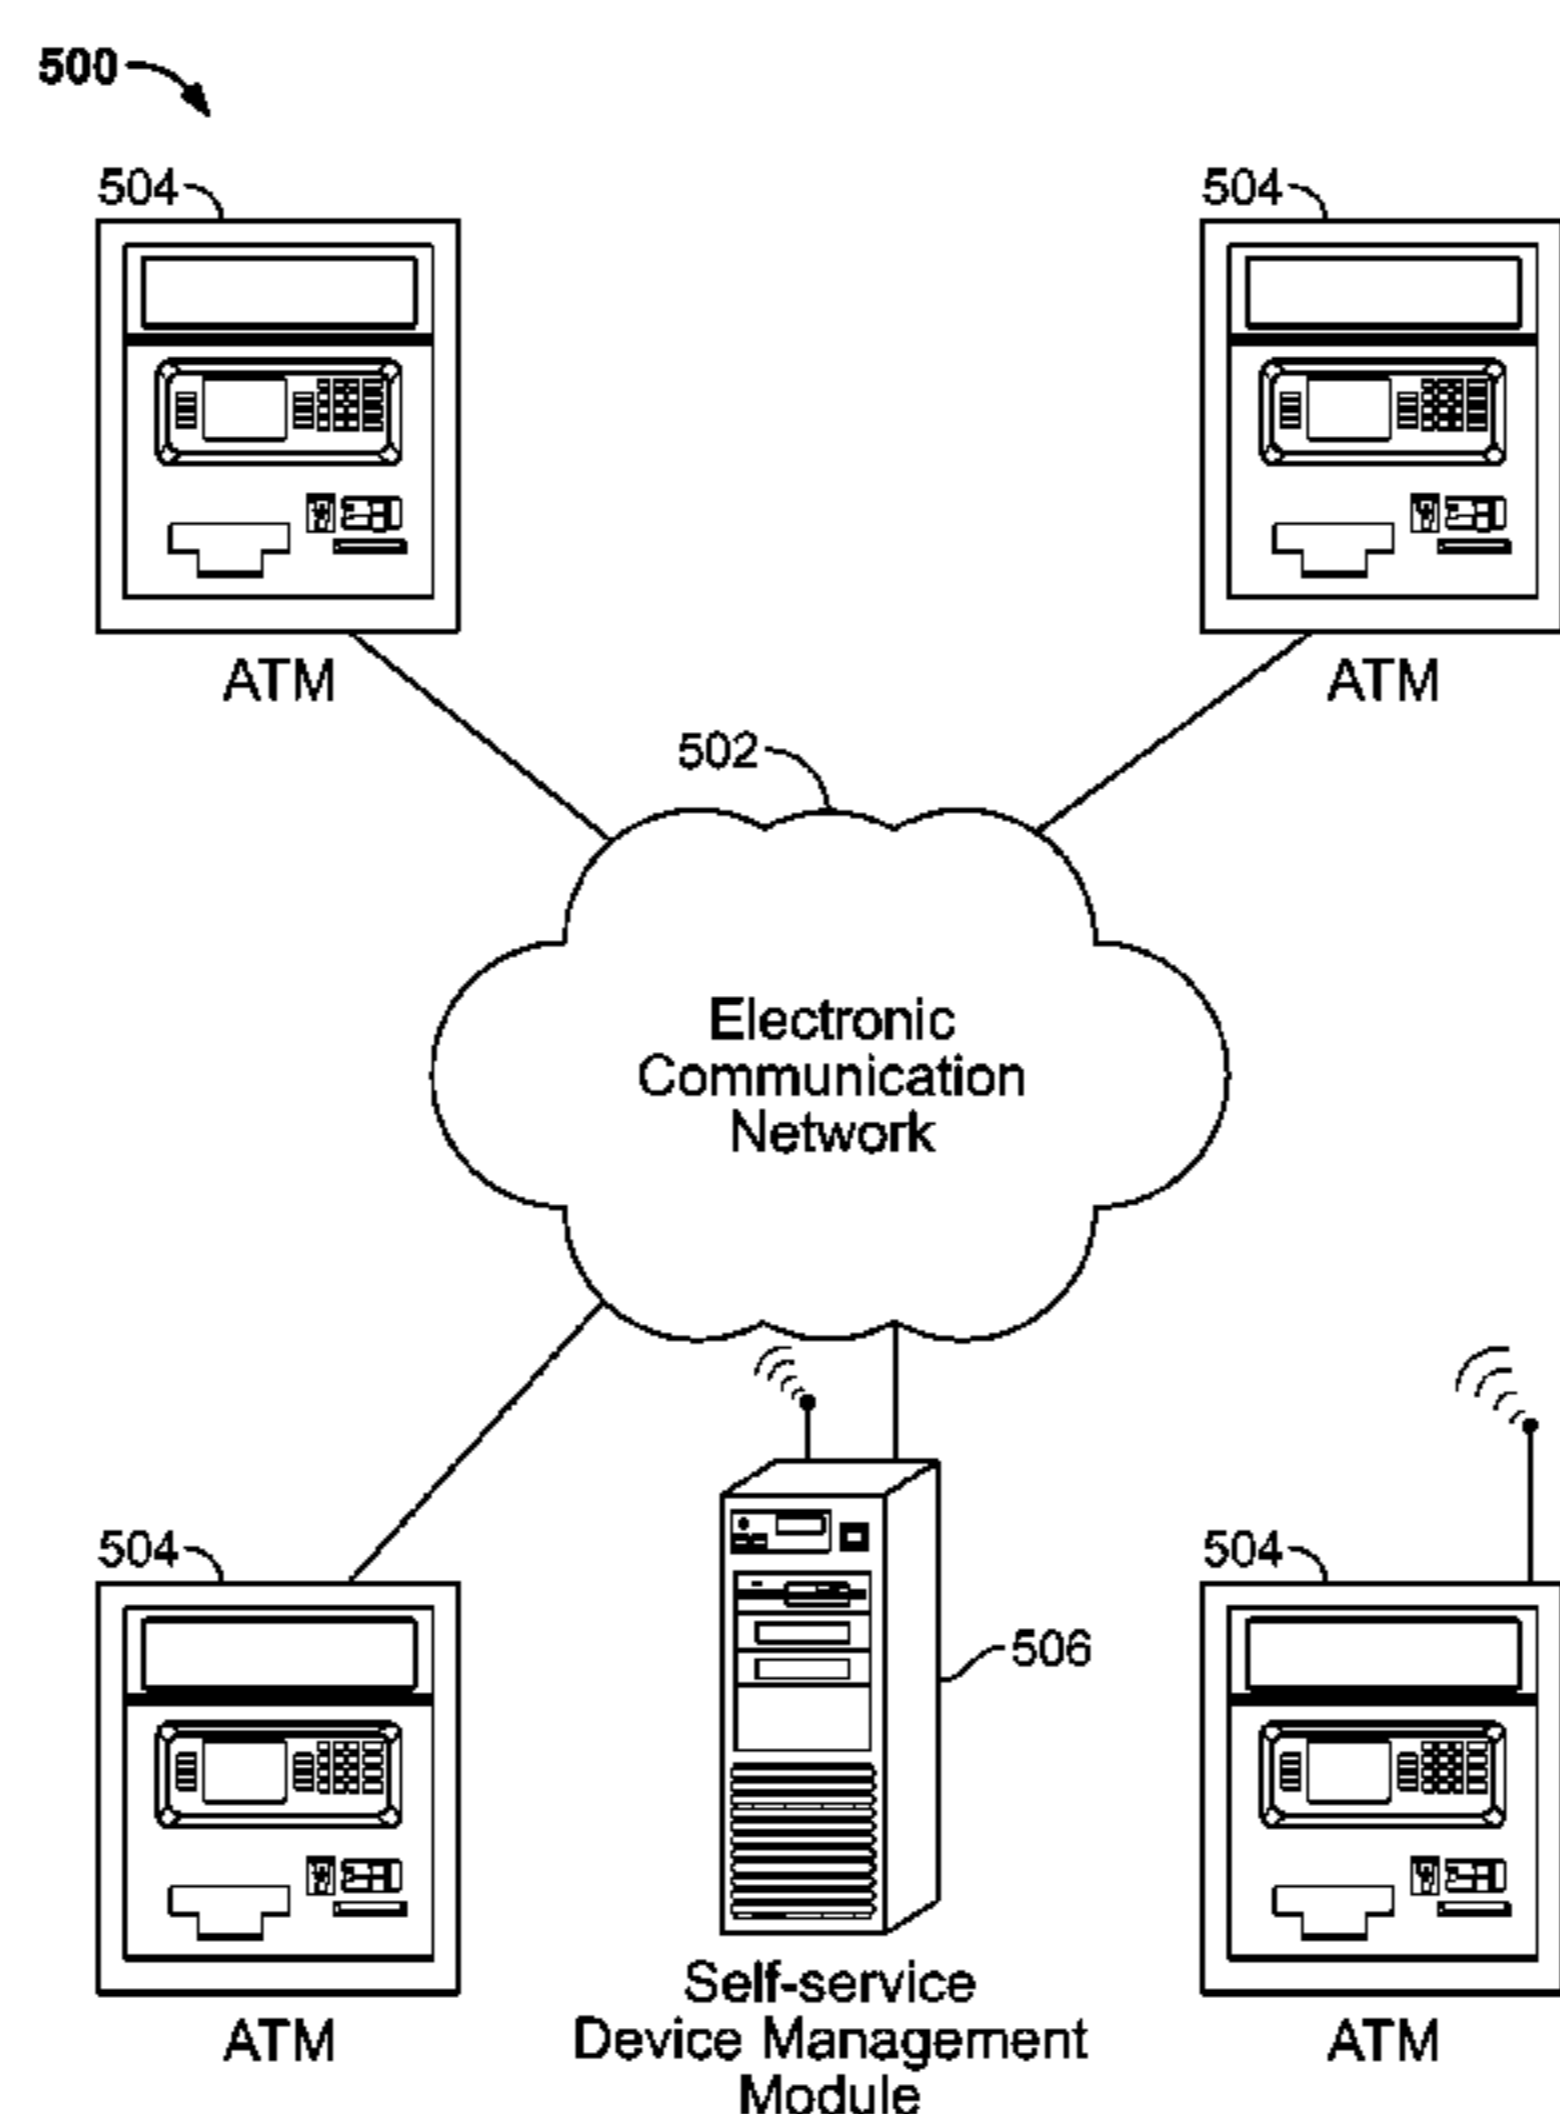 500
504
504
ATM
ATM
502
Electronic
Communication
Network
504
504
506
ATM
Self-service
Device Management
Module
ATM